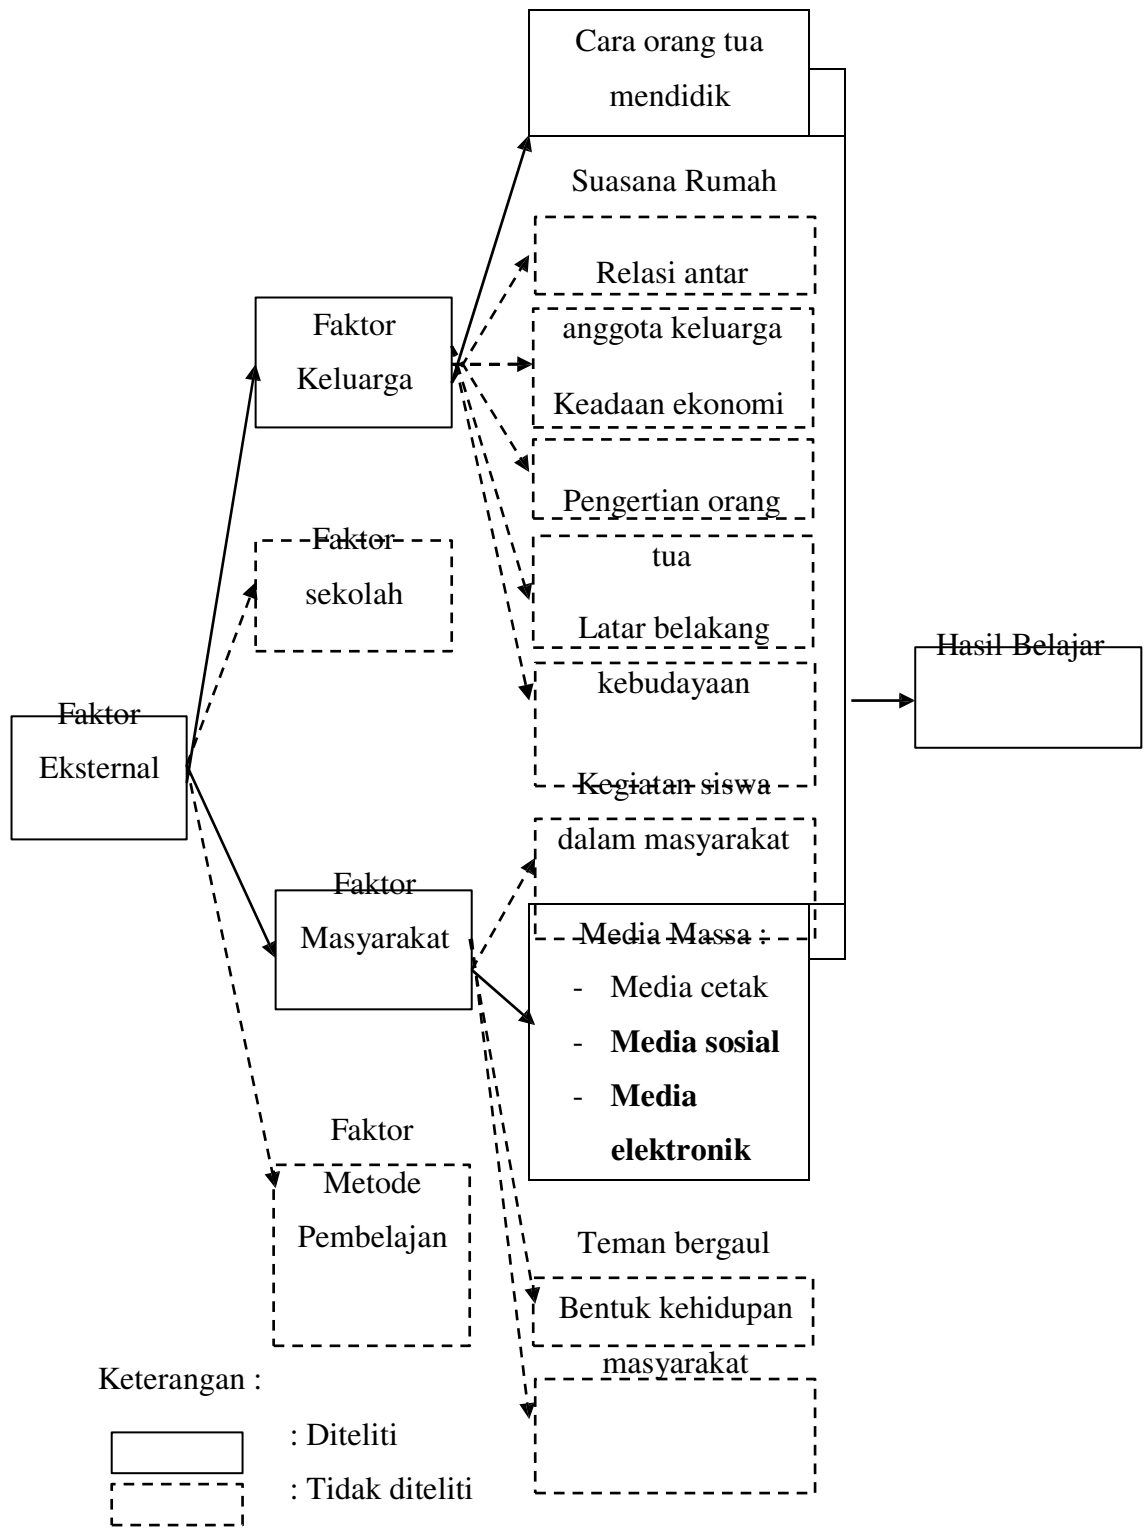 Cara orang tua
mendidik
Suasana Rumah
Relasi antar
anggota keluarga
Keadaan ekonomi
Pengertian orang
tua
Latar belakang
kebudayaan
Kegiatan siswa
dalam masyarakat
Media Massa :
- Media cetak
- Media sosial
- Media
elektronik
Teman bergaul
Bentuk kehidupan
masyarakat
Faktor
Keluarga
Faktor
sekolah
Faktor
Eksternal
Faktor
Masyarakat
Faktor
Metode
Pembelajan
Hasil Belajar
Keterangan :
: Diteliti
: Tidak diteliti